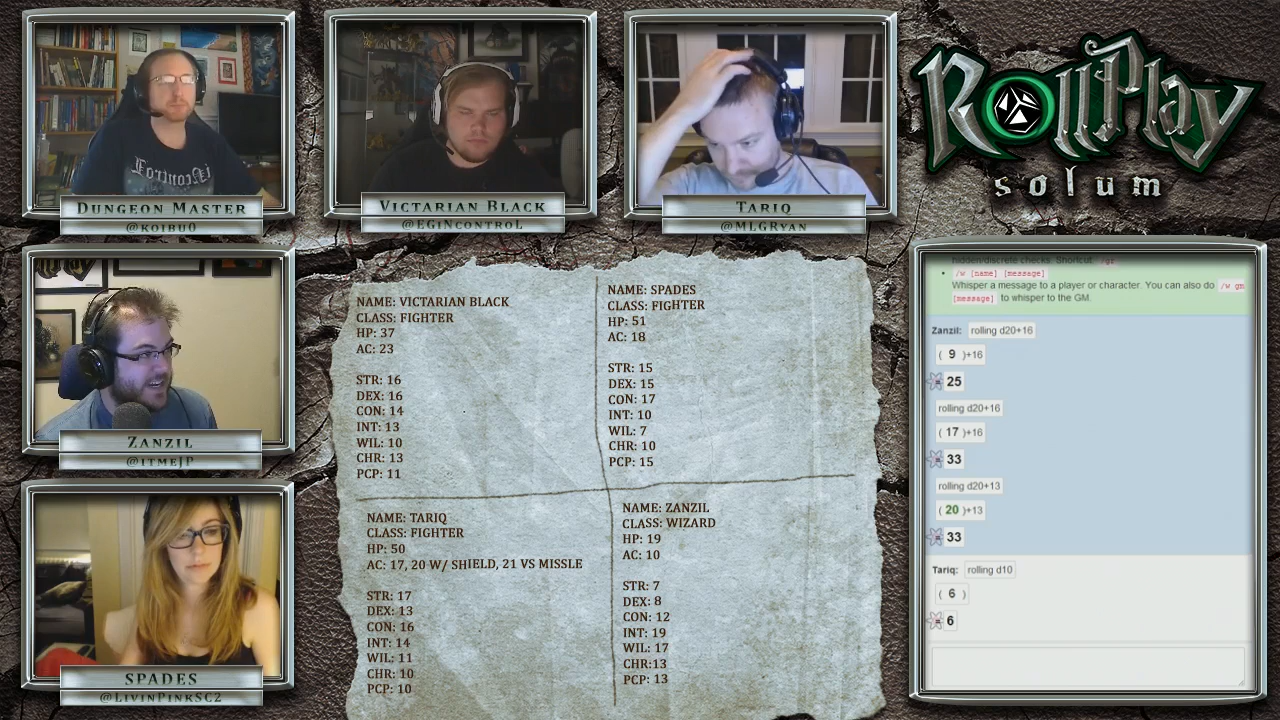 RollPlay
solum
Ncontrol
DUNGEON MASTER
@KOIBU0
VICTARIAN BLACK
@EGINCONTROL
TARIQ
@MLGRYAN
ZANZIL
@ITMEJP
SPADES
@LIVINPINKSC2
NAME: VICTARIAN BLACK
CLASS: FIGHTER
HP: 37
AC: 23
STR: 16
DEX: 16
CON: 14
INT: 13
WIL: 10
CHR: 13
PCP: 11
NAME: SPADES
CLASS: FIGHTER
HP: 51
AC: 18
STR: 15
DEX: 15
CON: 17
INT: 10
WIL: 7
CHR: 10
PCP: 15
NAME: TARIQ
CLASS: FIGHTER
HP: 50
AC: 17, 20 W/ SHIELD, 21 VS MISSLE
STR: 17
DEX: 13
CON: 16
INT: 14
WIL: 11
CHR: 10
PCP: 10
NAME: ZANZIL
CLASS: WIZARD
HP: 19
AC: 10
STR: 7
DEX: 8
CON: 12
INT: 19
WIL: 17
CHR:13
PCP: 13
hidden/discrete checks. Shortcut: /gr
• /w [name] [message]
Whisper a message to a player or character. You can also do /w gm
[message] to whisper to the GM.
Zanzil: rolling d20+16
( 9 )+16
25
rolling d20+16
( 17 )+16
33
rolling d20+13
( 20 )+13
33
Tariq: rolling d10
( 6 )
6